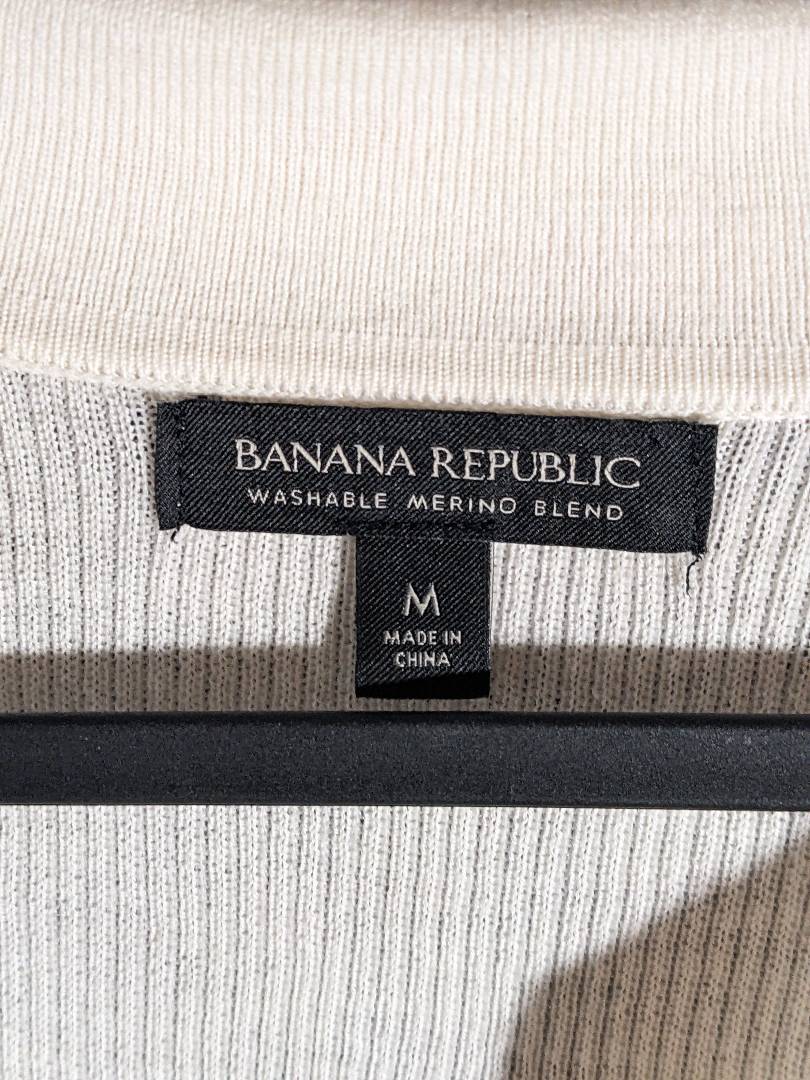 BANANA REPUBLIC
WASHABLE MERINO BLEND
M
MADE IN
CHINA